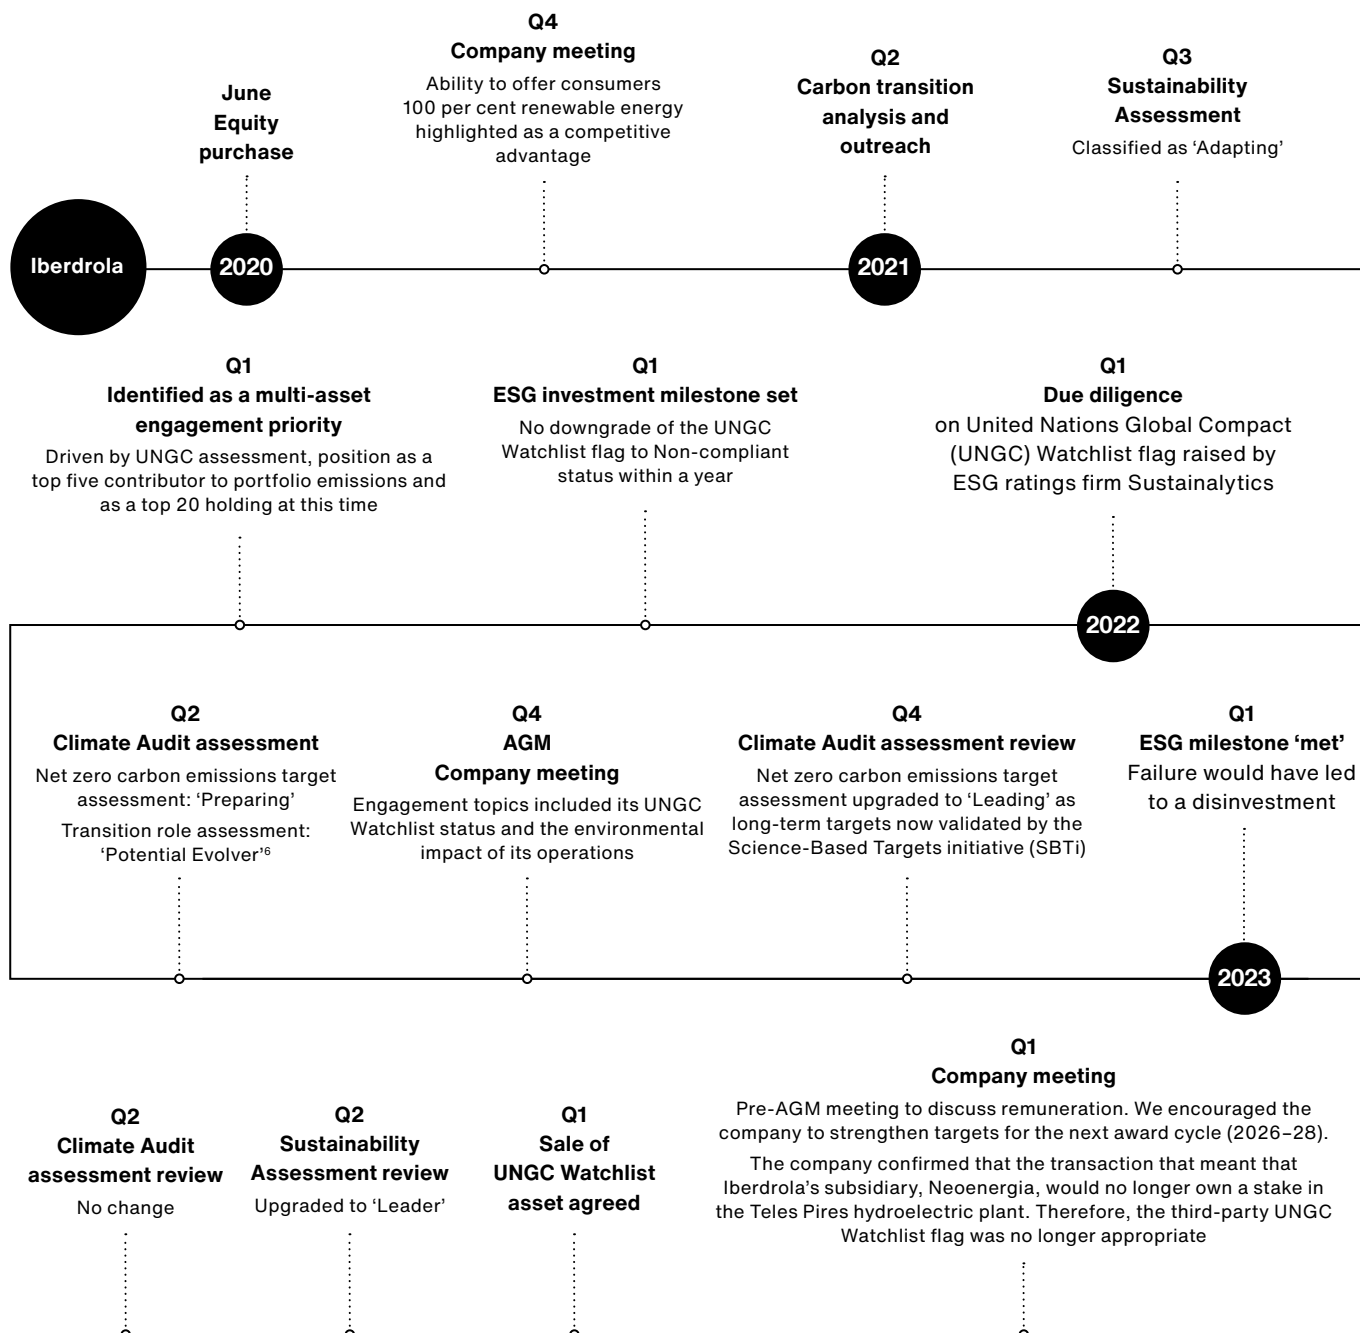 Iberdrola
June
Equity
purchase
2020
Q4
Company meeting
Ability to offer consumers
100 per cent renewable energy
highlighted as a competitive
advantage
Q2
Carbon transition
analysis and
outreach
2021
Q3
Sustainability
Assessment
Classified as ‘Adapting’
Q1
Identified as a multi-asset
engagement priority
Driven by UNGC assessment, position as a
top five contributor to portfolio emissions and
as a top 20 holding at this time
Q1
ESG investment milestone set
No downgrade of the UNGC
Watchlist flag to Non-compliant
status within a year
Q1
Due diligence
on United Nations Global Compact
(UNGC) Watchlist flag raised by
ESG ratings firm Sustainalytics
2022
Q2
Climate Audit assessment
Net zero carbon emissions target
assessment: ‘Preparing’
Transition role assessment:
‘Potential Evolver’⁶
Q4
AGM
Company meeting
Engagement topics included its UNGC
Watchlist status and the environmental
impact of its operations
Q4
Climate Audit assessment review
Net zero carbon emissions target
assessment upgraded to ‘Leading’ as
long-term targets now validated by the
Science-Based Targets initiative (SBTi)
Q1
ESG milestone ‘met’
Failure would have led
to a disinvestment
2023
Q2
Climate Audit
assessment review
No change
Q2
Sustainability
Assessment review
Upgraded to ‘Leader’
Q1
Sale of
UNGC Watchlist
asset agreed
Q1
Company meeting
Pre-AGM meeting to discuss remuneration. We encouraged the
company to strengthen targets for the next award cycle (2026–28).
The company confirmed that the transaction that meant that
Iberdrola’s subsidiary, Neoenergia, would no longer own a stake in
the Teles Pires hydroelectric plant. Therefore, the third-party UNGC
Watchlist flag was no longer appropriate